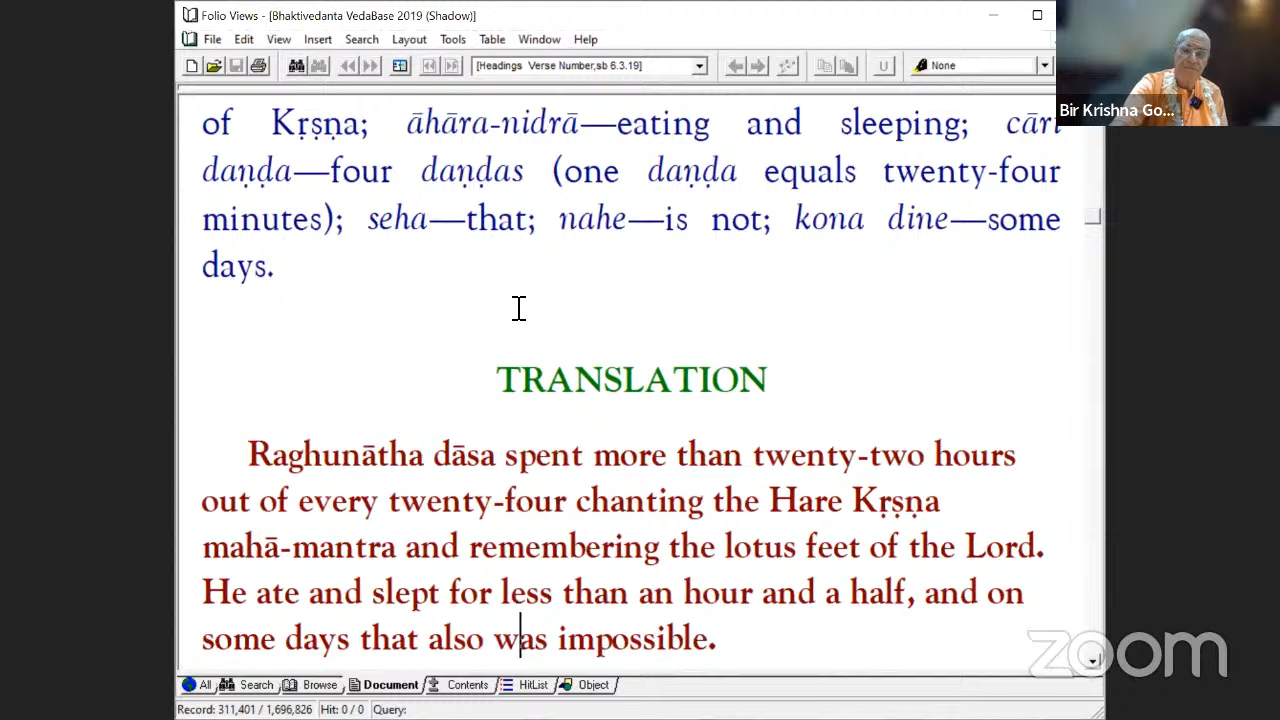 Folio Views - [Bhaktivedanta VedaBase 2019 (Shadow)]
File Edit View Insert Search Layout Tools Table Window Help
[Headings Verse Number,sb 6.3.19]
U
None
Bir Krishna Go...
of Kṛṣṇa; āhāra-nidrā—eating and sleeping; cāri
daṇḍa—four daṇḍas (one daṇḍa equals twenty-four
minutes); seha—that; nahe—is not; kona dine—some
days.
TRANSLATION
Raghunātha dāsa spent more than twenty-two hours
out of every twenty-four chanting the Hare Kṛṣṇa
mahā-mantra and remembering the lotus feet of the Lord.
He ate and slept for less than an hour and a half, and on
some days that also was impossible.
zoom
All Search Browse Document Contents HitList Object
Record: 311,401 / 1,696,826 Hit: 0 / 0 Query: